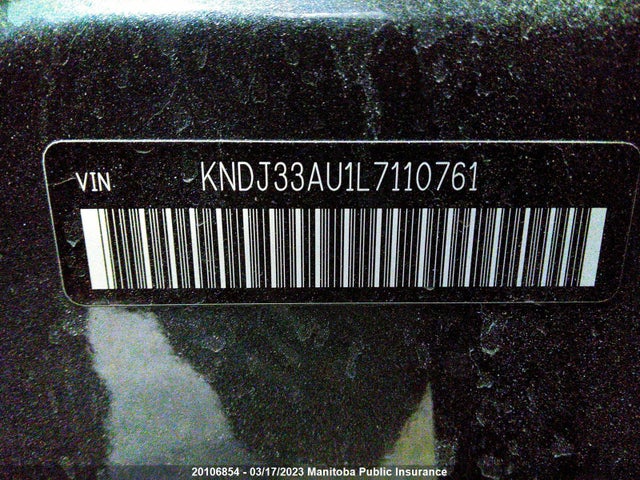 VIN KNDJ33AU1L7110761
20106854 - 03/17/2023 Manitoba Public Insurance